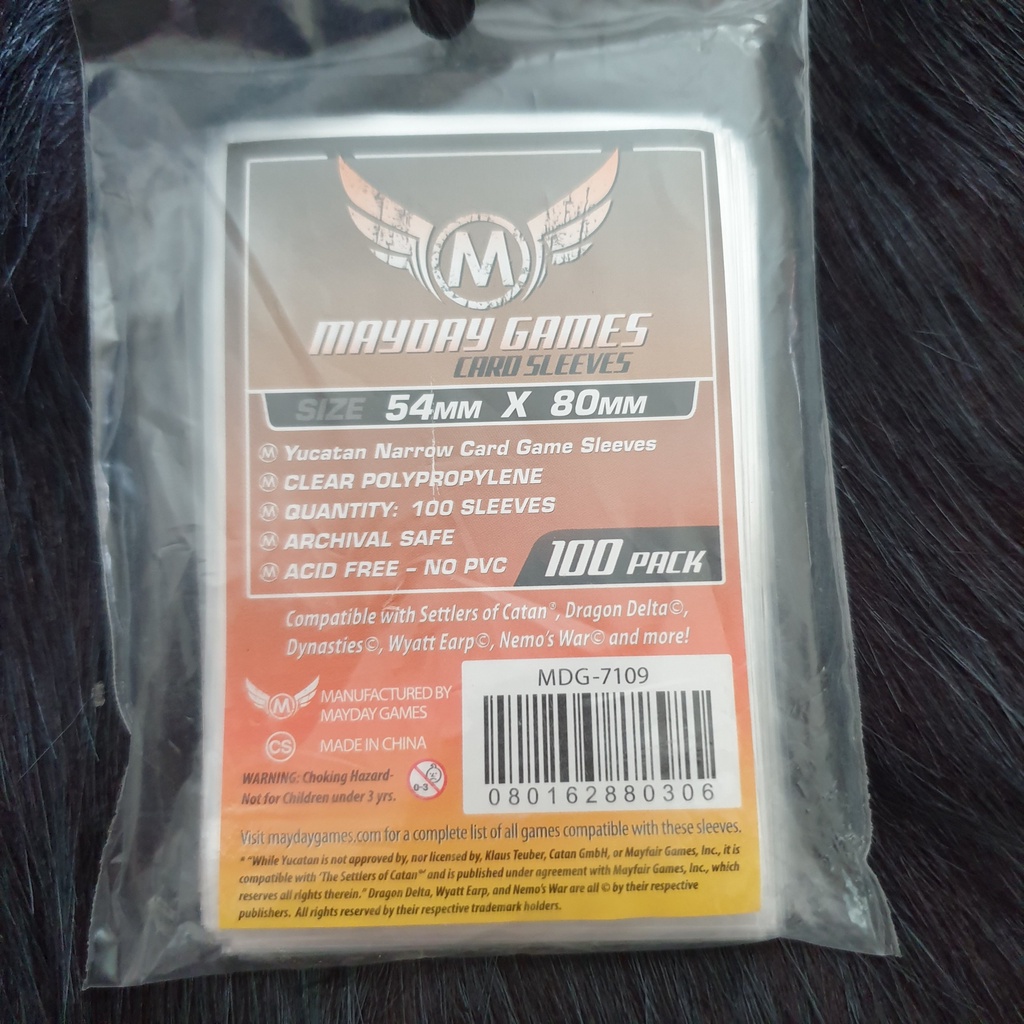 M
MAYDAY GAMES
CARD SLEEVES
SIZE 54MM X 80MM
M Yucatan Narrow Card Game Sleeves
M CLEAR POLYPROPYLENE
M QUANTITY: 100 SLEEVES
M ARCHIVAL SAFE
M ACID FREE – NO PVC
100 PACK
Compatible with Settlers of Catan®, Dragon Delta©,
Dynasties©, Wyatt Earp©, Nemo's War© and more!
MDG-7109
080162880306
M
MANUFACTURED BY
MAYDAY GAMES
CS MADE IN CHINA
WARNING: Choking Hazard-
Not for Children under 3 yrs.
0-3
Visit maydaygames.com for a complete list of all games compatible with these sleeves.
* "While Yucatan is not approved by, nor licensed by, Klaus Teuber, Catan GmbH, or Mayfair Games, Inc., it is
compatible with 'The Settlers of Catan®' and is published under agreement with Mayfair Games, Inc., which
reserves all rights therein." Dragon Delta, Wyatt Earp, and Nemo's War are all © by their respective
publishers. All rights reserved by their respective trademark holders.